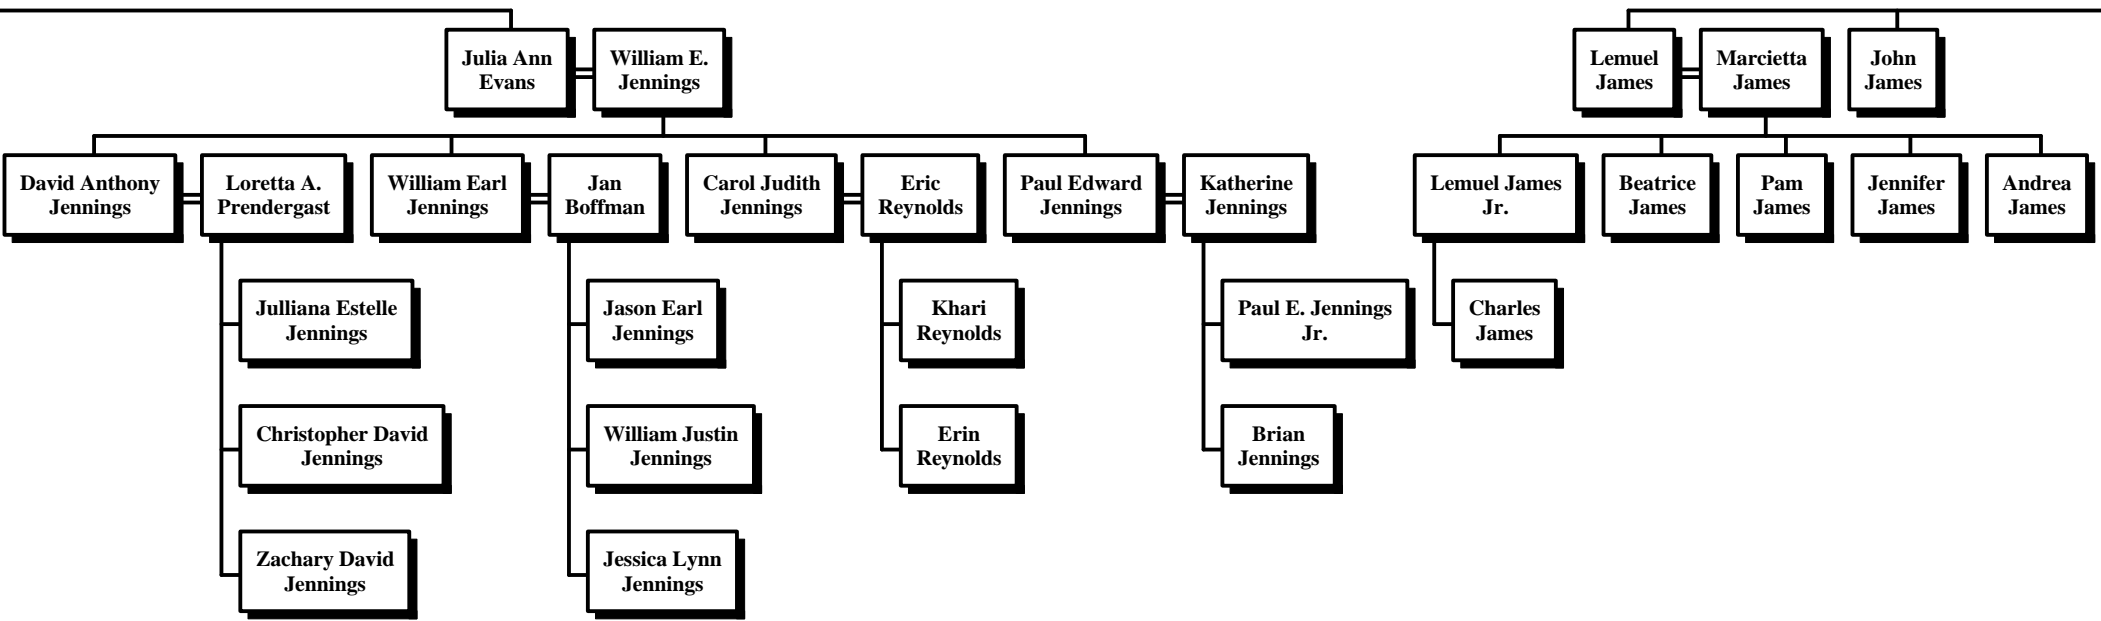 Julia Ann
Evans
William E.
Jennings
Lemuel
James
Marcietta
James
John
James
David Anthony
Jennings
Loretta A.
Prendergast
William Earl
Jennings
Jan
Boffman
Carol Judith
Jennings
Eric
Reynolds
Paul Edward
Jennings
Katherine
Jennings
Lemuel James
Jr.
Beatrice
James
Pam
James
Jennifer
James
Andrea
James
Julliana Estelle
Jennings
Jason Earl
Jennings
Khari
Reynolds
Paul E. Jennings
Jr.
Charles
James
Christopher David
Jennings
William Justin
Jennings
Erin
Reynolds
Brian
Jennings
Zachary David
Jennings
Jessica Lynn
Jennings